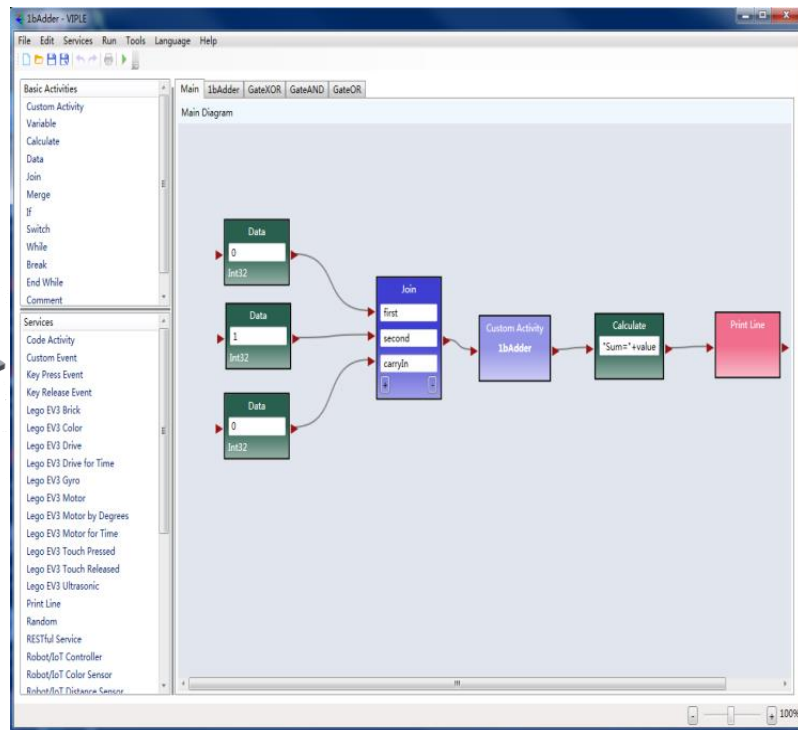 1bAdder - VIPLE
File Edit Services Run Tools Language Help
Basic Activities
Custom Activity
Variable
Calculate
Data
Join
Merge
If
Switch
While
Break
End While
Comment
Services
Code Activity
Custom Event
Key Press Event
Key Release Event
Lego EV3 Brick
Lego EV3 Color
Lego EV3 Drive
Lego EV3 Drive for Time
Lego EV3 Gyro
Lego EV3 Motor
Lego EV3 Motor by Degrees
Lego EV3 Motor for Time
Lego EV3 Touch Pressed
Lego EV3 Touch Released
Lego EV3 Ultrasonic
Print Line
Random
RESTful Service
Robot/IoT Controller
Robot/IoT Color Sensor
Robot/IoT Distance Sensor
Main 1bAdder GateXOR GateAND GateOR
Main Diagram
Data
0
Int32
Data
1
Int32
Data
0
Int32
Join
first
second
carryIn
+ -
Custom Activity
1bAdder
Calculate
"Sum="+value
Print Line
- + 100%